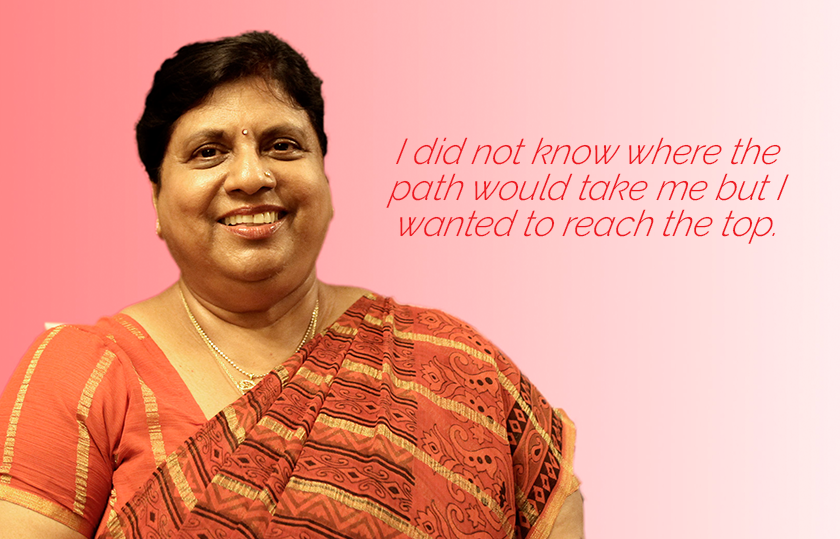 I did not know where the
path would take me but I
wanted to reach the top.